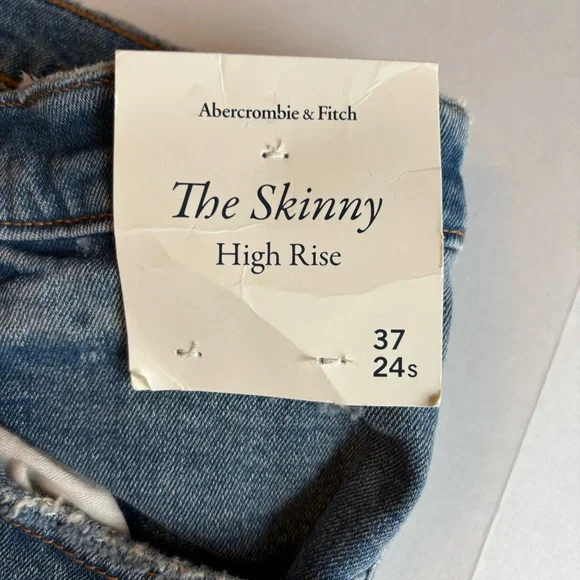 Abercrombie & Fitch
The Skinny
High Rise
37
24s